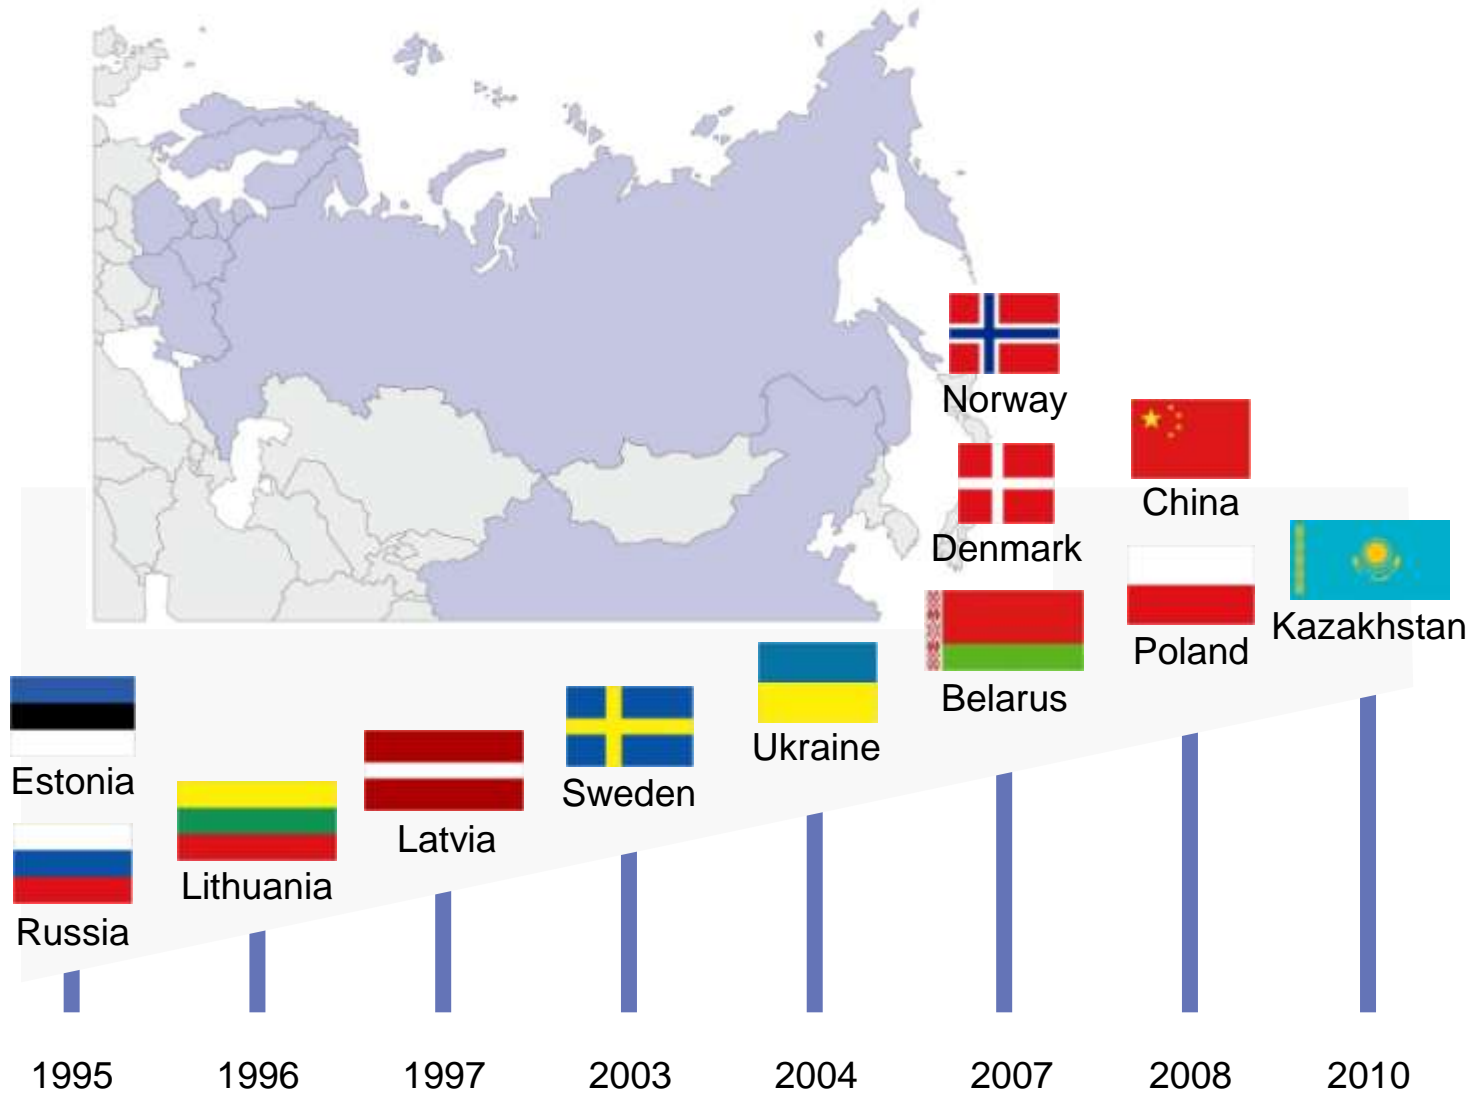 Norway
China
Denmark
Kazakhstan
Poland
Belarus
Ukraine
Estonia
Sweden
Latvia
Lithuania
Russia
1995
1996
1997
2003
2004
2007
2008
2010